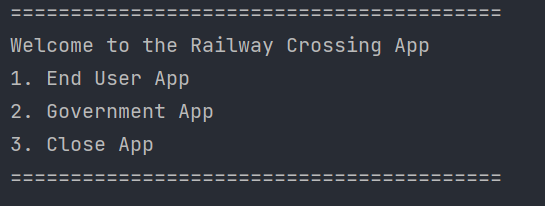 =========================================
Welcome to the Railway Crossing App
1. End User App
2. Government App
3. Close App
=========================================